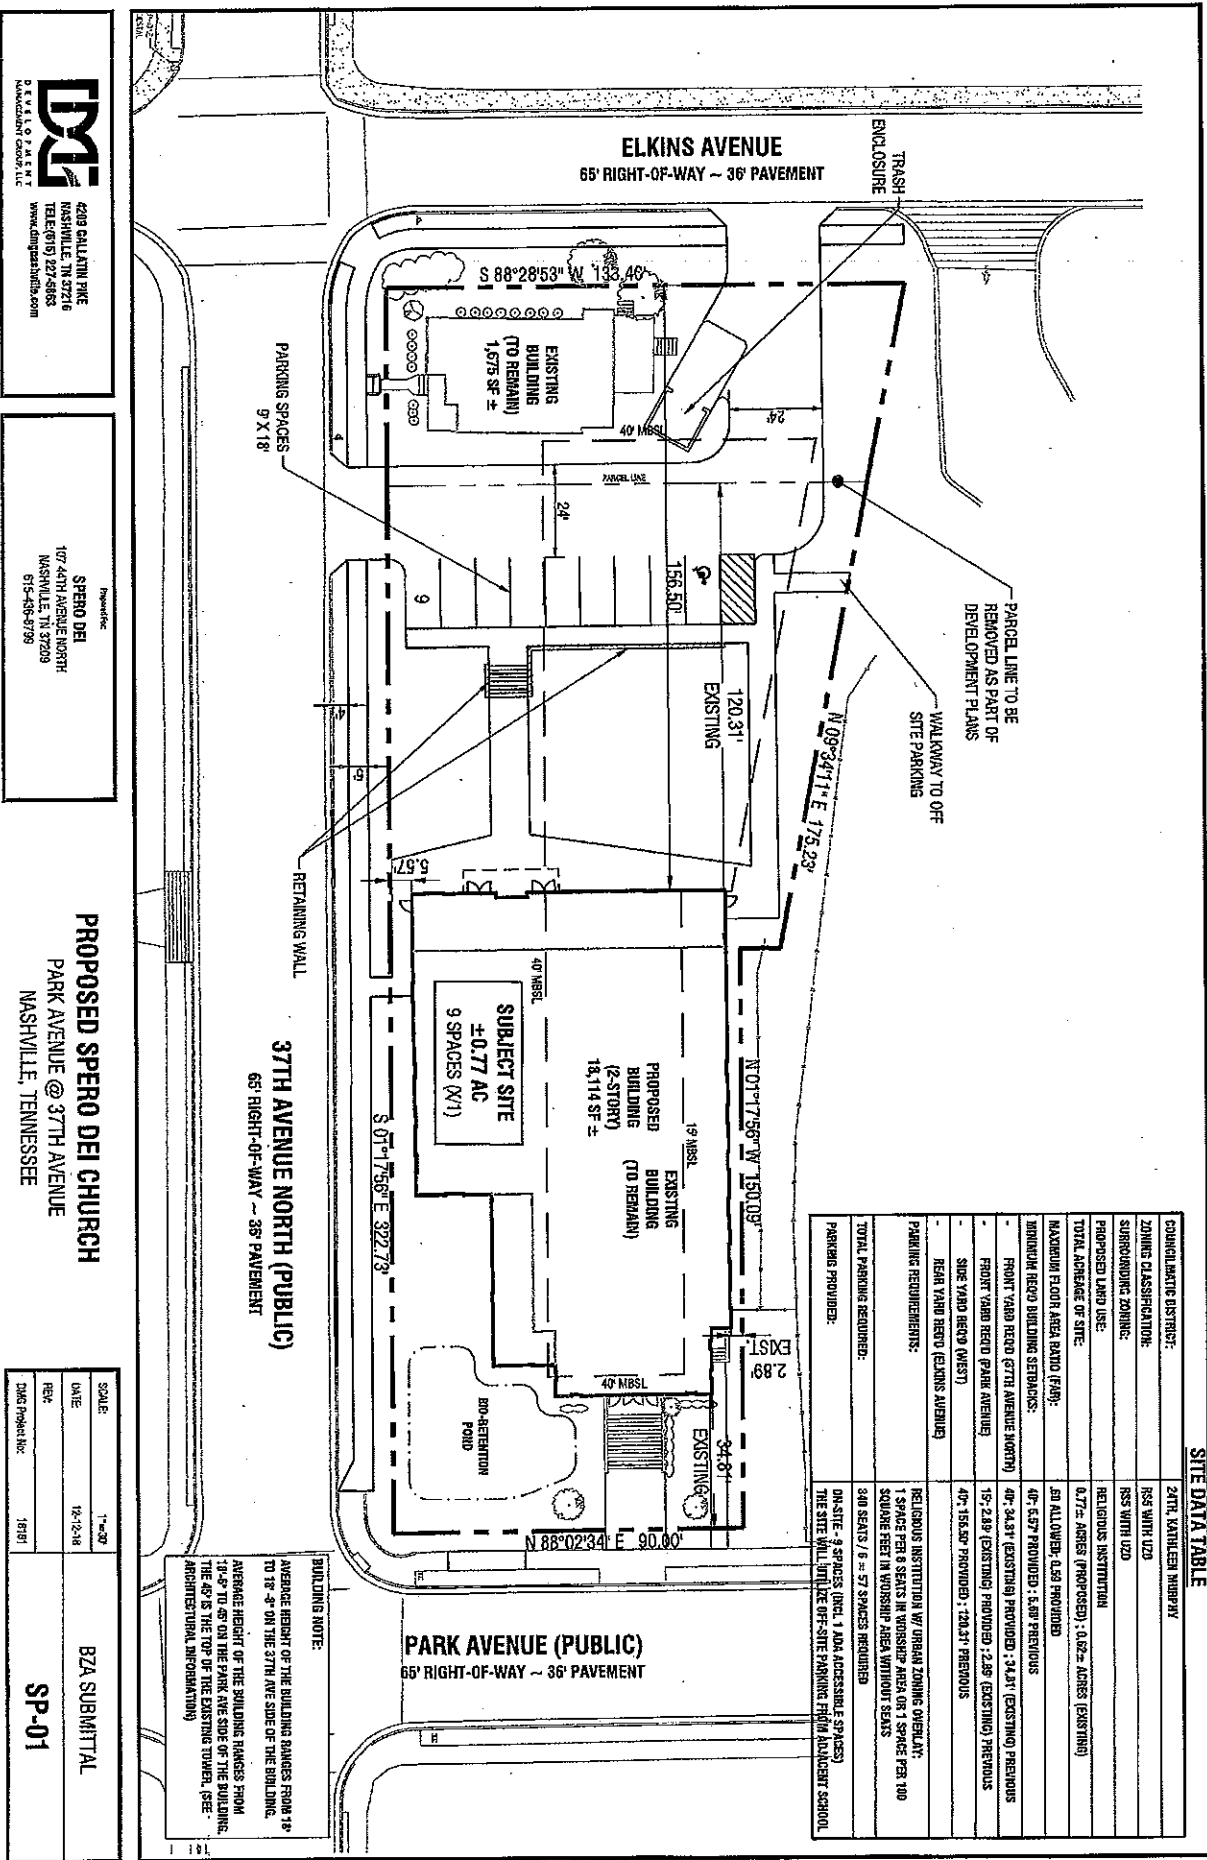 SITE DATA TABLE
COUNCILMATIC DISTRICT: 24TH, KATHLEEN MURPHY
ZONING CLASSIFICATION: RS5 WITH UZO
SURROUNDING ZONING: RS5 WITH UZO
PROPOSED LAND USE: RELIGIOUS INSTITUTION
TOTAL ACREAGE OF SITE: 0.77± ACRES (PROPOSED) ; 0.62± ACRES (EXISTING)
MAXIMUM FLOOR AREA RATIO (FAR): .60 ALLOWED; 0.59 PROVIDED
MINIMUM REQ'D BUILDING SETBACKS:
- FRONT YARD REQ'D (37TH AVENUE NORTH) 40'; 5.57' PROVIDED ; 5.68' PREVIOUS
- FRONT YARD REQ'D (PARK AVENUE) 40'; 34.81' (EXISTING) PROVIDED ; 34.81' (EXISTING) PREVIOUS
- SIDE YARD REQ'D (WEST) 15'; 2.89' (EXISTING) PROVIDED ; 2.89' (EXISTING) PREVIOUS
- REAR YARD REQ'D (ELKINS AVENUE) 40'; 156.50' PROVIDED ; 120.31' PREVIOUS
PARKING REQUIREMENTS: RELIGIOUS INSTITUTION W/ URBAN ZONING OVERLAY:
1 SPACE PER 6 SEATS IN WORSHIP AREA OR 1 SPACE PER 100
SQUARE FEET IN WORSHIP AREA WITHOUT SEATS
TOTAL PARKING REQUIRED: 340 SEATS / 6 = 57 SPACES REQUIRED
PARKING PROVIDED: ON-SITE - 9 SPACES (INCL 1 ADA ACCESSIBLE SPACES)
THE SITE WILL UTILIZE OFF-SITE PARKING FROM ADJACENT SCHOOL
ELKINS AVENUE
65' RIGHT-OF-WAY ~ 36' PAVEMENT
TRASH
ENCLOSURE
S 88°28'53" W 133.46'
EXISTING
BUILDING
(TO REMAIN)
1,675 SF ±
40' MBSL
24'
PARCEL LINE
24'
PARKING SPACES
9' X 18'
9
156.50'
PARCEL LINE TO BE
REMOVED AS PART OF
DEVELOPMENT PLANS
WALKWAY TO OFF
SITE PARKING
120.31'
EXISTING
N 09°34'11" E 175.23'
4'
6'
5.57'
RETAINING WALL
40' MBSL
15' MBSL
SUBJECT SITE
±0.77 AC
9 SPACES (X/1)
PROPOSED
BUILDING
(2-STORY)
18,114 SF ±
EXISTING
BUILDING
(TO REMAIN)
N 01°17'56" W 150.09'
S 01°17'56" E 322.73'
37TH AVENUE NORTH (PUBLIC)
65' RIGHT-OF-WAY ~ 36' PAVEMENT
2.89'
EXIST.
40' MBSL
34.81'
EXISTING
BIO-RETENTION
POND
N 88°02'34" E 90.00'
PARK AVENUE (PUBLIC)
65' RIGHT-OF-WAY ~ 36' PAVEMENT
BUILDING NOTE:
AVERAGE HEIGHT OF THE BUILDING RANGES FROM 18'
TO 18'-8" ON THE 37TH AVE SIDE OF THE BUILDING.
AVERAGE HEIGHT OF THE BUILDING RANGES FROM
THE 45' IS THE TOP OF THE EXISTING TOWER. (SEE -
ARCHITECTURAL INFORMATION)
DEVELOPMENT
MANAGEMENT GROUP, LLC
4209 GALLATIN PIKE
NASHVILLE, TN 37216
TELE:(615) 227-5863
www.dmgnashville.com
Prepared For:
SPERO DEI
107 44TH AVENUE NORTH
NASHVILLE, TN 37209
615-436-8799
PROPOSED SPERO DEI CHURCH
PARK AVENUE @ 37TH AVENUE
NASHVILLE, TENNESSEE
SCALE: 1"=30'
DATE: 12-12-18
REV:
DMG Project No:
BZA SUBMITTAL
SP-01